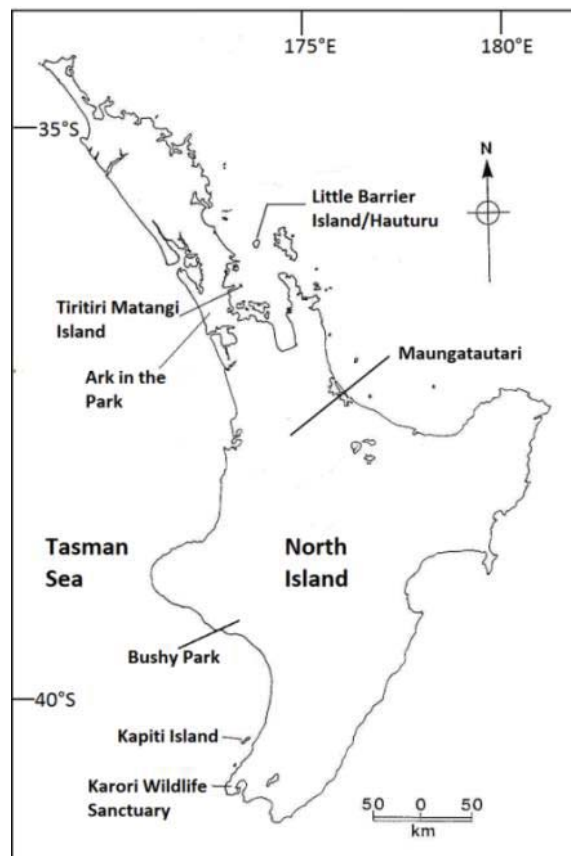 175°E
180°E
35°S
N
Little Barrier
Island/Hauturu
Tiritiri Matangi
Island
Ark in the
Park
Maungatautari
Tasman
Sea
North
Island
Bushy Park
40°S
Kapiti Island
Karori Wildlife
Sanctuary
50 0 50
km